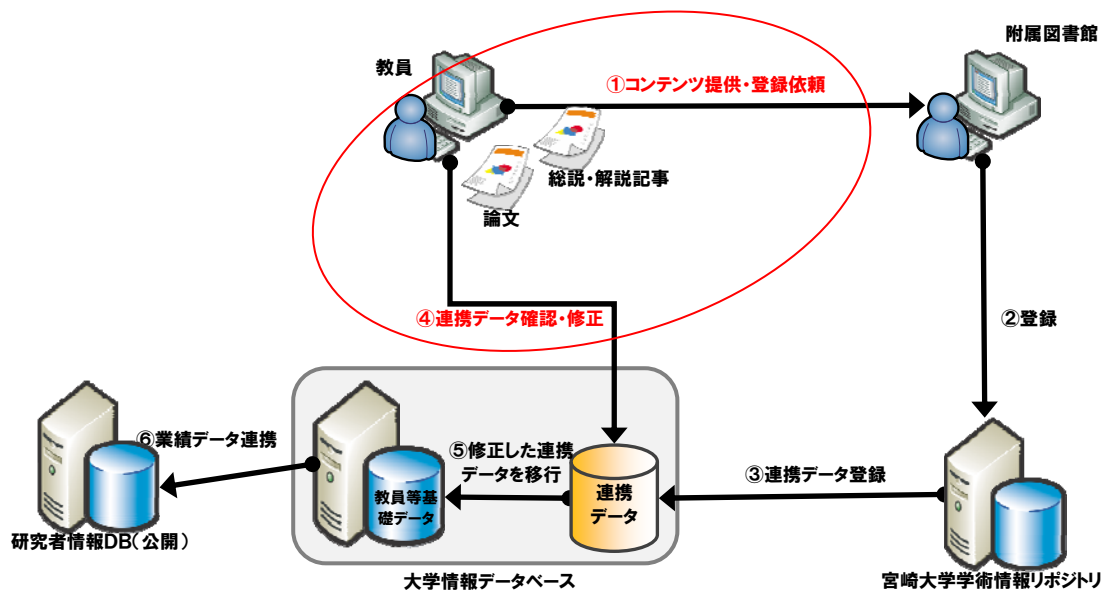 附属図書館
教員
①コンテンツ提供・登録依頼
総説・解説記事
論文
④連携データ確認・修正
②登録
⑥業績データ連携
⑤修正した連携
データを移行
③連携データ登録
教員等基
礎データ
連携
データ
研究者情報DB(公開)
大学情報データベース
宮崎大学学術情報リポジトリ